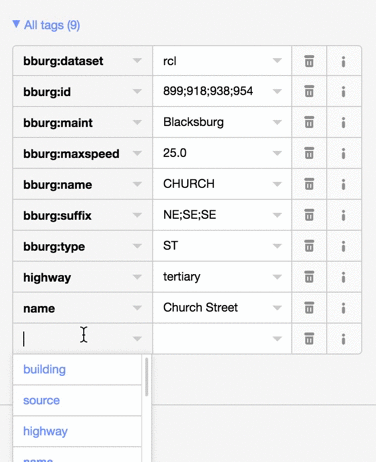 ▼ All tags (9)
bburg:dataset rcl
bburg:id 899;918;938;954
bburg:maint Blacksburg
bburg:maxspeed 25.0
bburg:name CHURCH
bburg:suffix NE;SE;SE
bburg:type ST
highway tertiary
name Church Street
building
source
highway
name